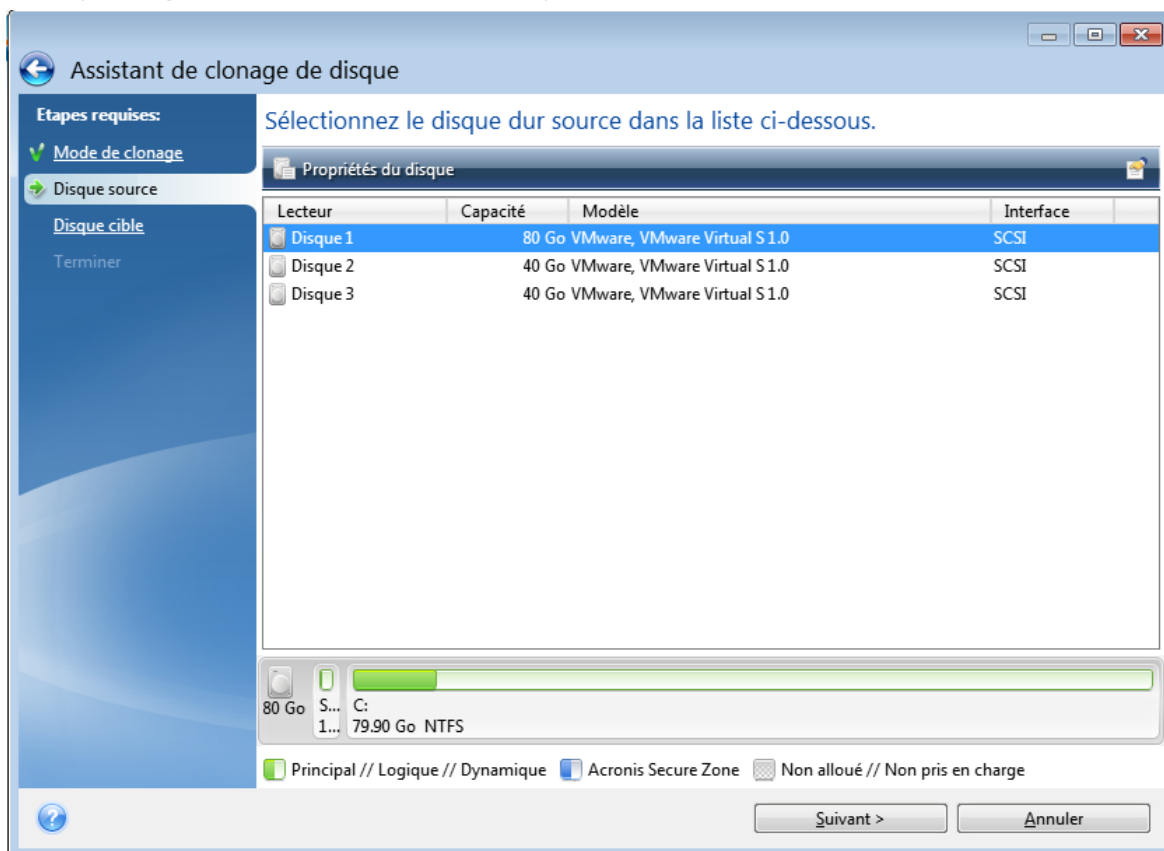 Assistant de clonage de disque
Etapes requises:
Mode de clonage
Disque source
Disque cible
Terminer
Sélectionnez le disque dur source dans la liste ci-dessous.
Propriétés du disque
Lecteur Capacité Modèle Interface
Disque 1 80 Go VMware, VMware Virtual S 1.0 SCSI
Disque 2 40 Go VMware, VMware Virtual S 1.0 SCSI
Disque 3 40 Go VMware, VMware Virtual S 1.0 SCSI
80 Go
S...
1...
C:
79.90 Go NTFS
Principal // Logique // Dynamique Acronis Secure Zone Non alloué // Non pris en charge
Suivant > Annuler